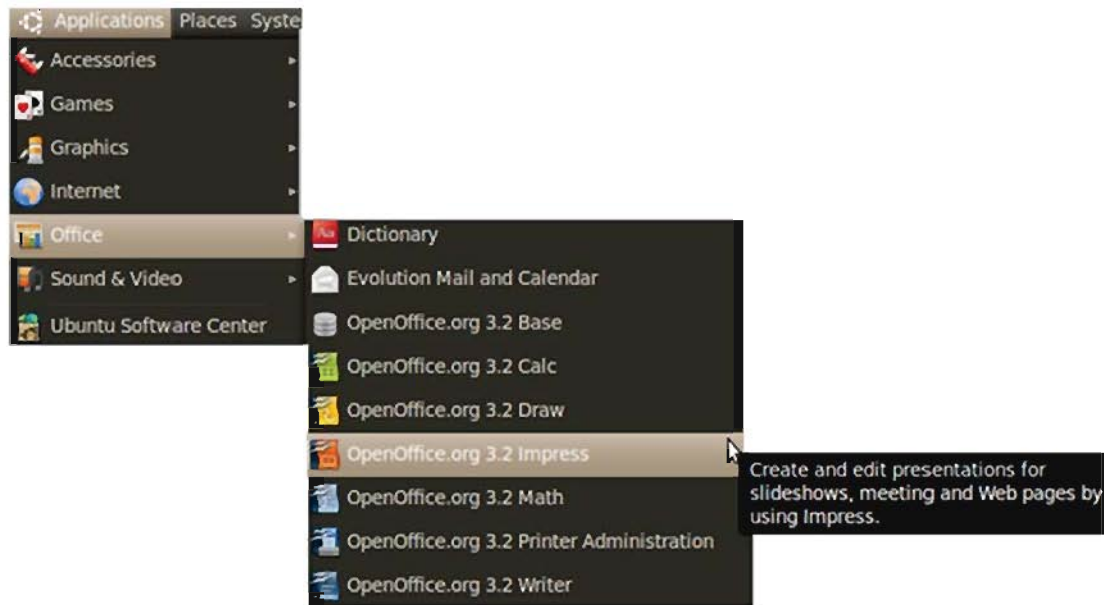 Applications Places Syste
Accessories
Games
Graphics
Internet
Office
Sound & Video
Ubuntu Software Center
Aa Dictionary
Evolution Mail and Calendar
OpenOffice.org 3.2 Base
OpenOffice.org 3.2 Calc
OpenOffice.org 3.2 Draw
OpenOffice.org 3.2 Impress
OpenOffice.org 3.2 Math
OpenOffice.org 3.2 Printer Administration
OpenOffice.org 3.2 Writer
Create and edit presentations for
slideshows, meeting and Web pages by
using Impress.